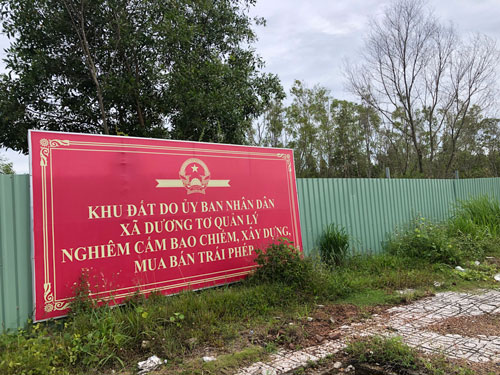 KHU ĐẤT DO ỦY BAN NHÂN DÂN
XÃ DƯƠNG TƠ QUẢN LÝ
NGHIÊM CẤM BAO CHIẾM, XÂY DỰNG,
MUA BÁN TRÁI PHÉP